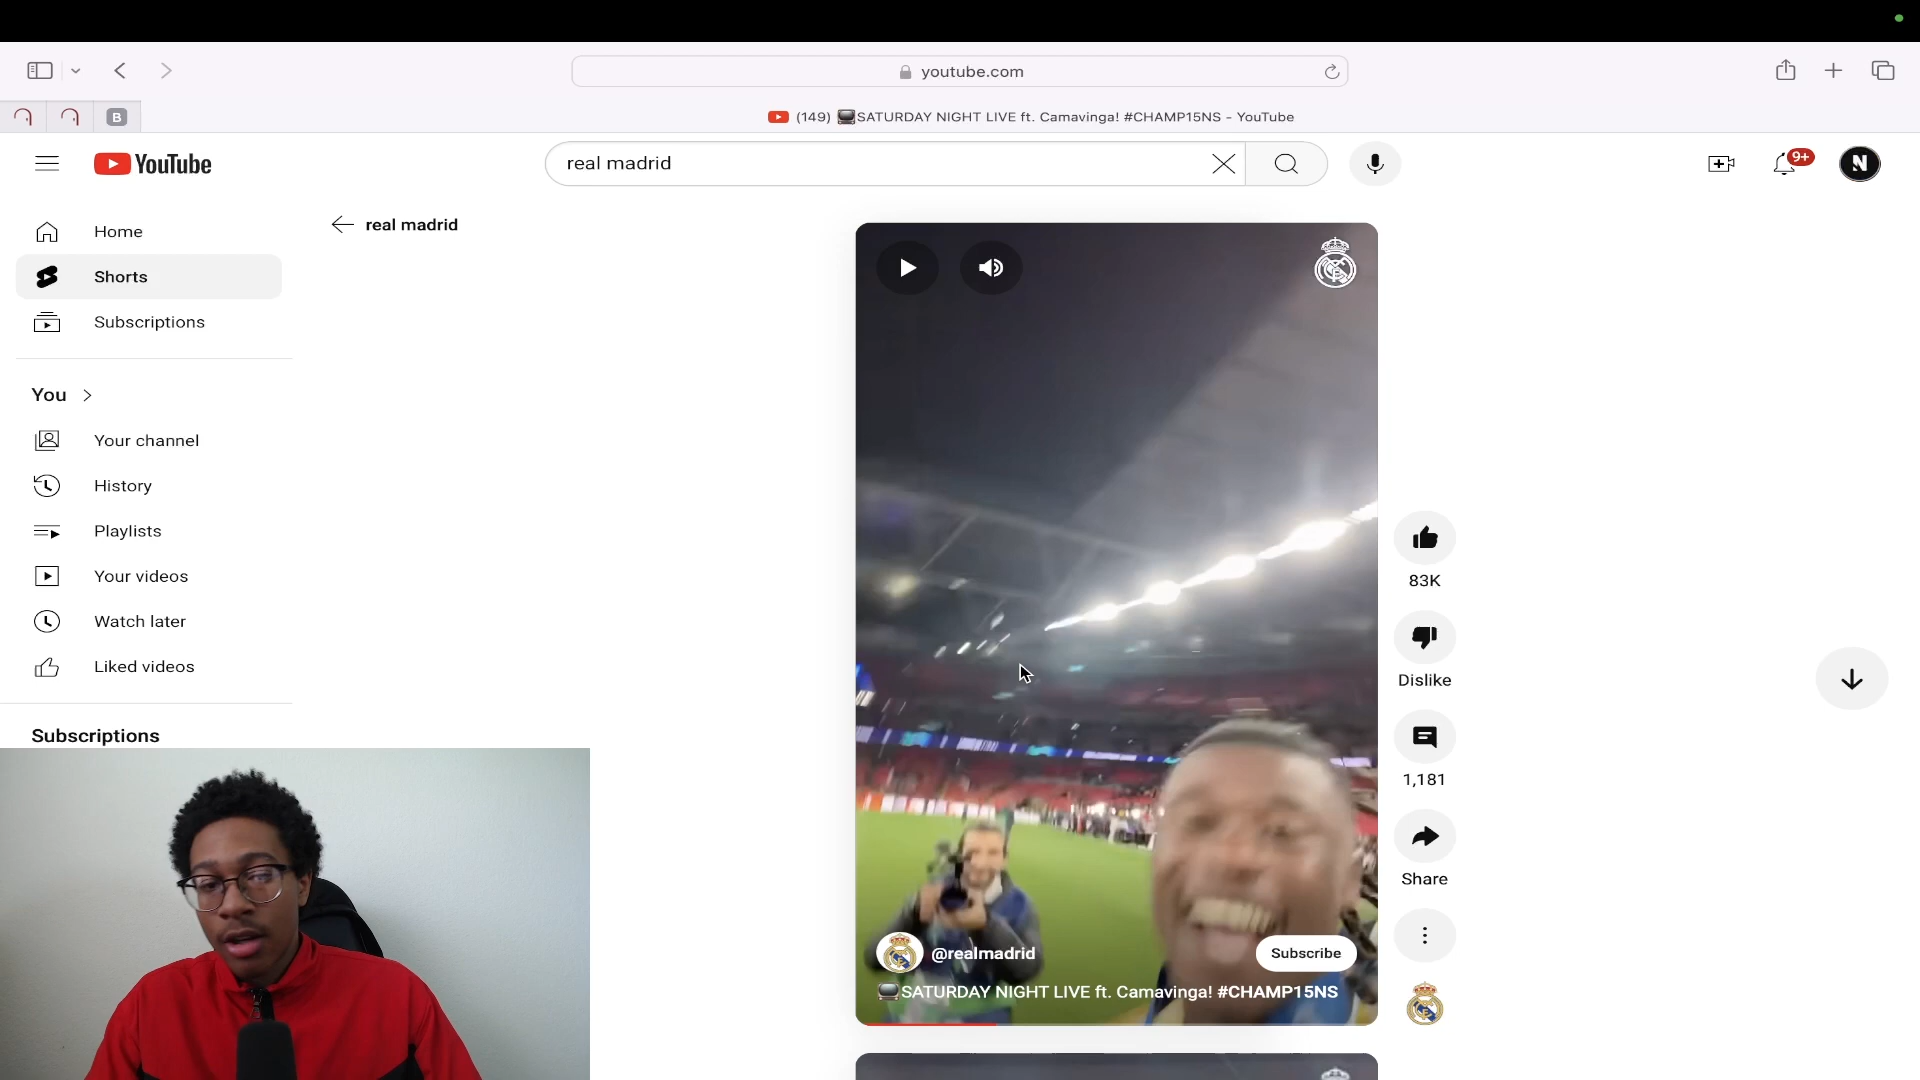 youtube.com
B
(149) SATURDAY NIGHT LIVE ft. Camavinga! #CHAMP15NS - YouTube
YouTube
real madrid
9+
N
Home
Shorts
Subscriptions
You
Your channel
History
Playlists
Your videos
Watch later
Liked videos
Subscriptions
real madrid
83K
Dislike
1,181
Share
@realmadrid
Subscribe
SATURDAY NIGHT LIVE ft. Camavinga! #CHAMP15NS